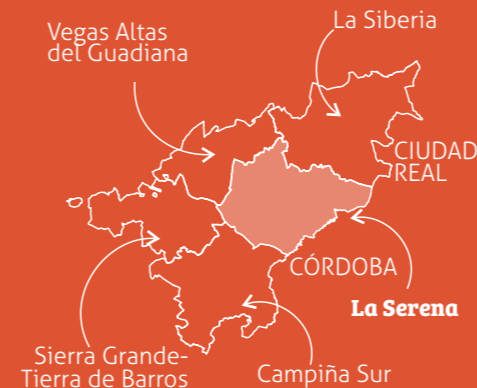 La Siberia
Vegas Altas
del Guadiana
CIUDAD
REAL
CÓRDOBA
La Serena
Sierra Grande-
Tierra de Barros
Campiña Sur